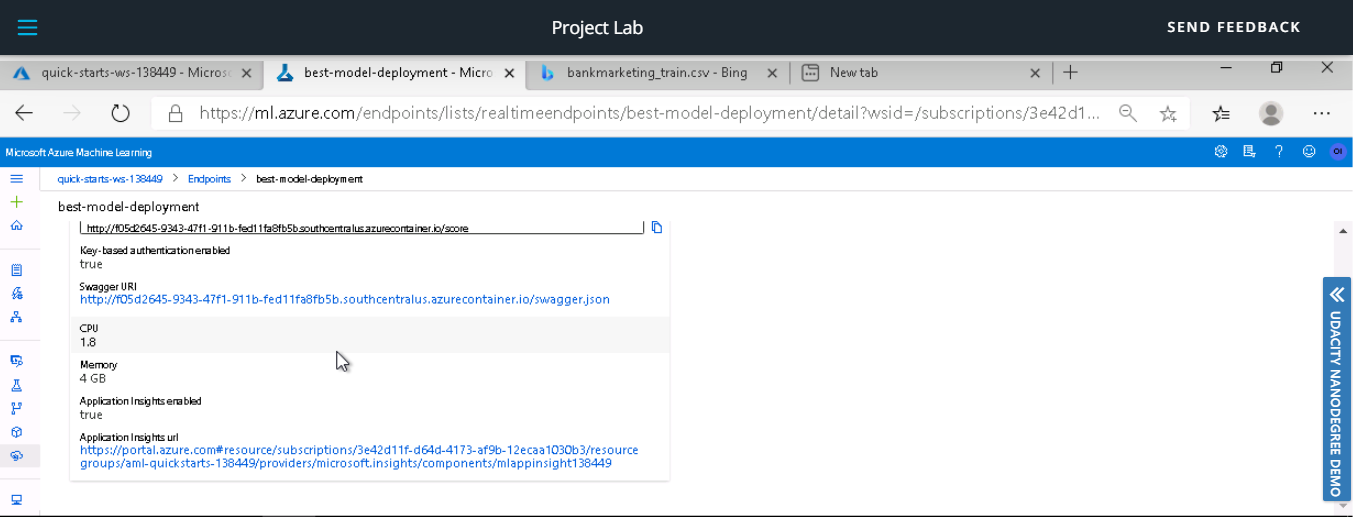 Project Lab
SEND FEEDBACK
quick-starts-ws-138449 - Microsc
best-model-deployment - Micro
bankmarketing_train.csv - Bing
New tab
https://ml.azure.com/endpoints/lists/realtimeendpoints/best-model-deployment/detail?wsid=/subscriptions/3e42d1...
Microsoft Azure Machine Learning
OI
quick-starts-ws-138449 > Endpoints > best-model-deployment
best-model-deployment
http://f05d2645-9343-47f1-911b-fed11fa8fb5b.southcentralus.azurecontainer.io/score
Key-based authentication enabled
true
Swagger URI
http://f05d2645-9343-47f1-911b-fed11fa8fb5b.southcentralus.azurecontainer.io/swagger.json
CPU
1.8
Memory
4 GB
Application Insights enabled
true
Application Insights url
https://portal.azure.com#resource/subscriptions/3e42d11f-d64d-4173-af9b-12ecaa1030b3/resource
groups/aml-quickstarts-138449/providers/microsoft.insights/components/mlappinsight138449
UDACITY NANODEGREE DEMO